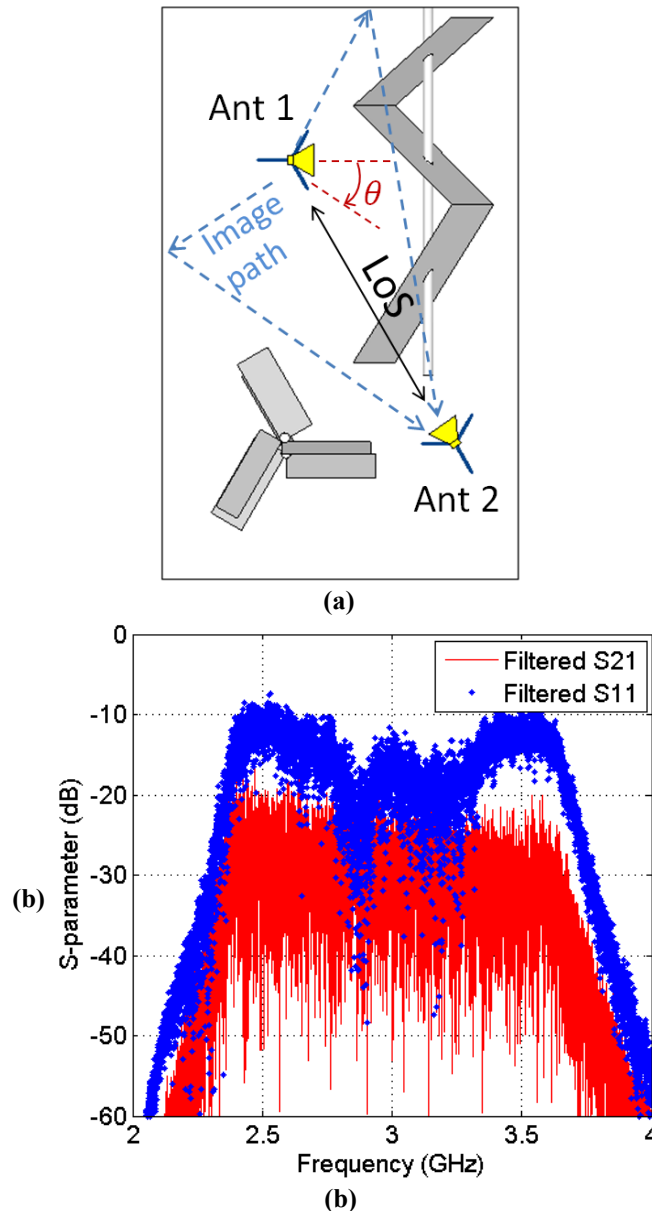 Ant 1
θ
Image
path
LoS
Ant 2
(a)
0
-10
-20
-30
-40
-50
-60
S-parameter (dB)
(b)
Filtered S21
Filtered S11
2
2.5
3
3.5
4
Frequency (GHz)
(b)